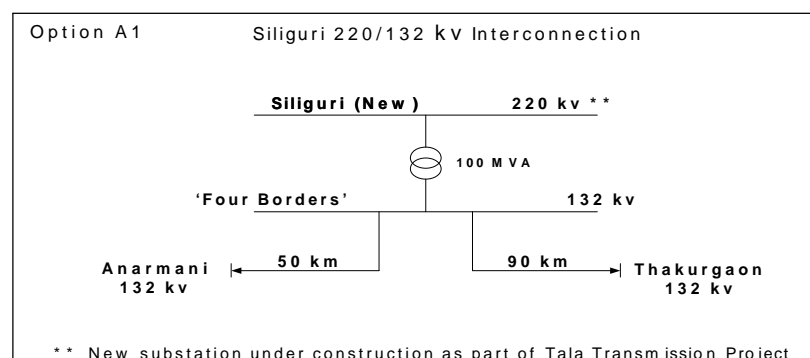 Option A1 Siliguri 220/132 kv Interconnection
Siliguri (New) 220 kv **
100 MVA
'Four Borders' 132 kv
50 km 90 km
Anarmani Thakurgaon
132 kv 132 kv
** New substation under construction as part of Tala Transmission Project